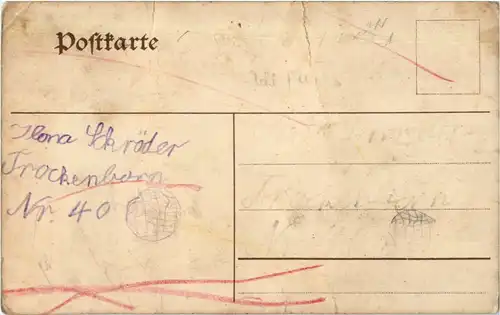 Postkarte
Ilona Schröder
Trockenborn
Nr. 40